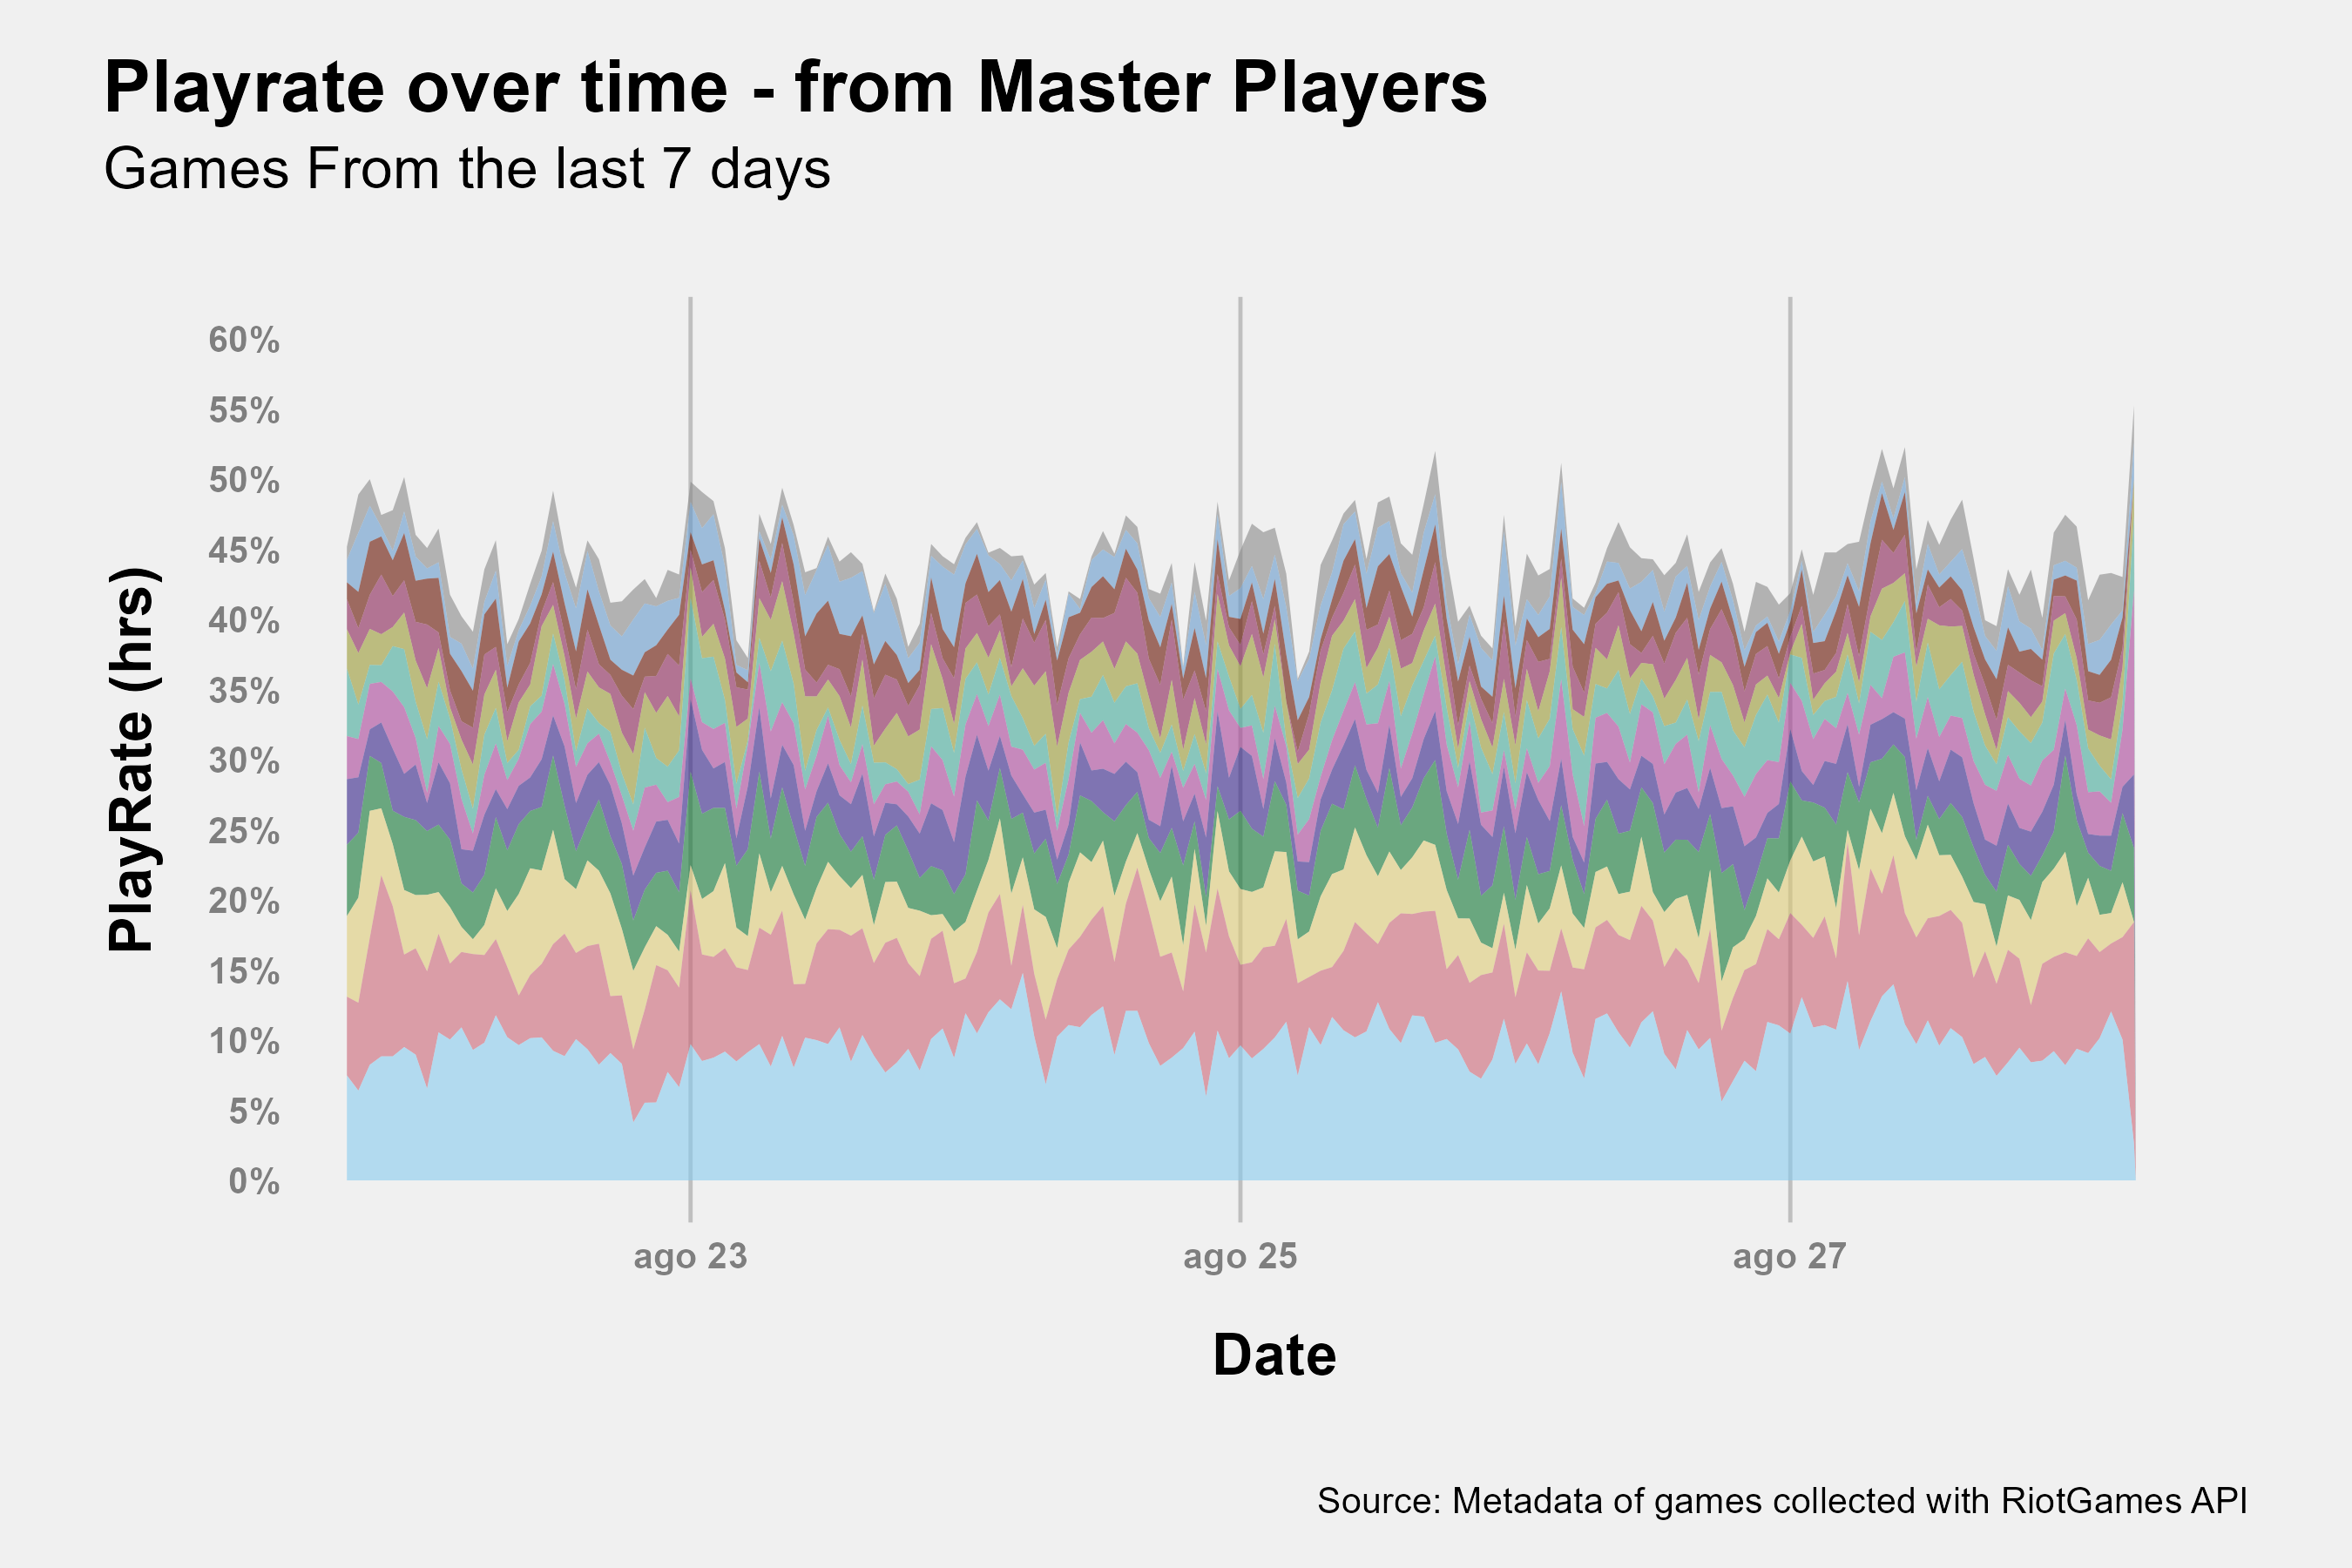 Playrate over time - from Master Players
Games From the last 7 days
PlayRate (hrs)
60%
55%
50%
45%
40%
35%
30%
25%
20%
15%
10%
5%
0%
ago 23
ago 25
ago 27
Date
Source: Metadata of games collected with RiotGames API